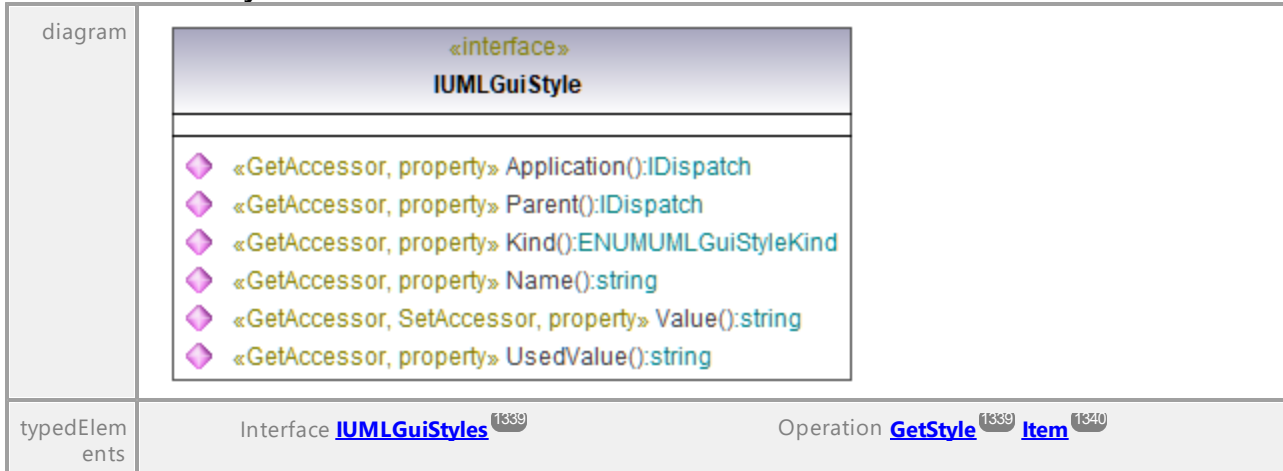 diagram
«interface»
IUMLGuiStyle
«GetAccessor, property» Application():IDispatch
«GetAccessor, property» Parent():IDispatch
«GetAccessor, property» Kind():ENUMUMLGuiStyleKind
«GetAccessor, property» Name():string
«GetAccessor, SetAccessor, property» Value():string
«GetAccessor, property» UsedValue():string
typedElem
ents
Interface IUMLGuiStyles 1339 Operation GetStyle 1339 Item 1340